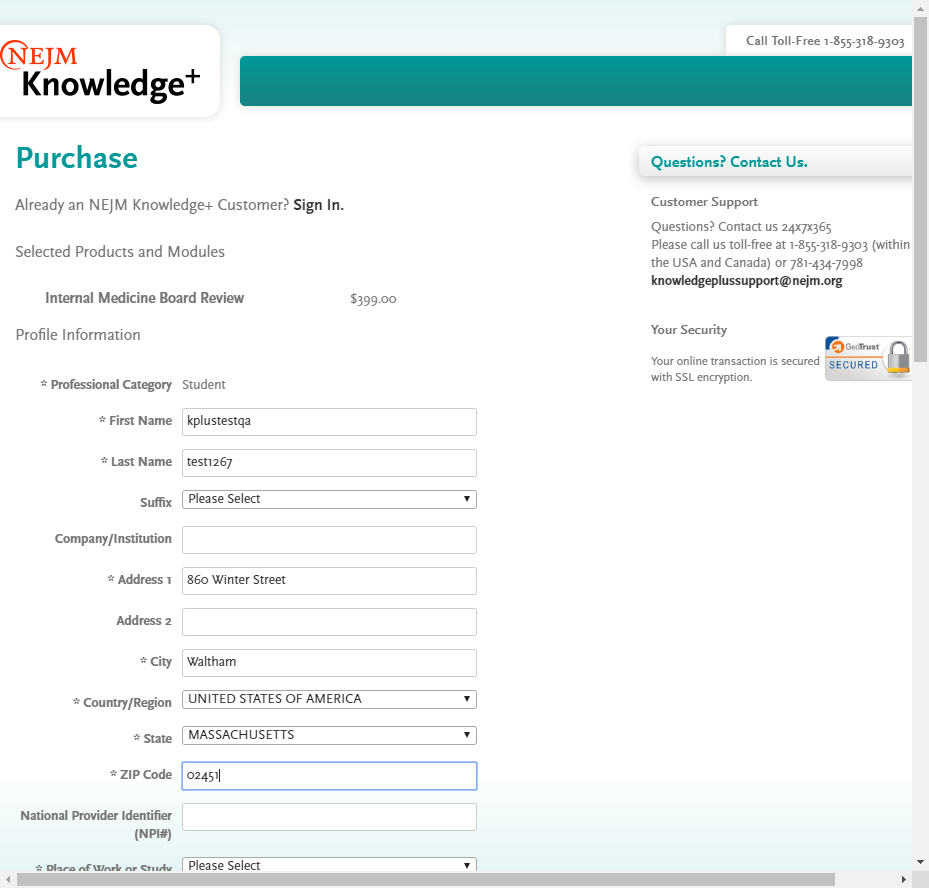 Call Toll-Free 1-855-318-9303
NEJM
Knowledge+
Purchase
Already an NEJM Knowledge+ Customer? Sign In.
Selected Products and Modules
Internal Medicine Board Review $399.00
Profile Information
* Professional Category Student
* First Name kplustestqa
* Last Name test1267
Suffix Please Select
Company/Institution
* Address 1 860 Winter Street
Address 2
* City Waltham
* Country/Region UNITED STATES OF AMERICA
* State MASSACHUSETTS
* ZIP Code 02451
National Provider Identifier
(NPI#)
* Place of Work or Study Please Select
Questions? Contact Us.
Customer Support
Questions? Contact us 24x7x365
Please call us toll-free at 1-855-318-9303 (within
the USA and Canada) or 781-434-7998
knowledgeplussupport@nejm.org
Your Security
Your online transaction is secured
with SSL encryption.
GeoTrust
SECURED